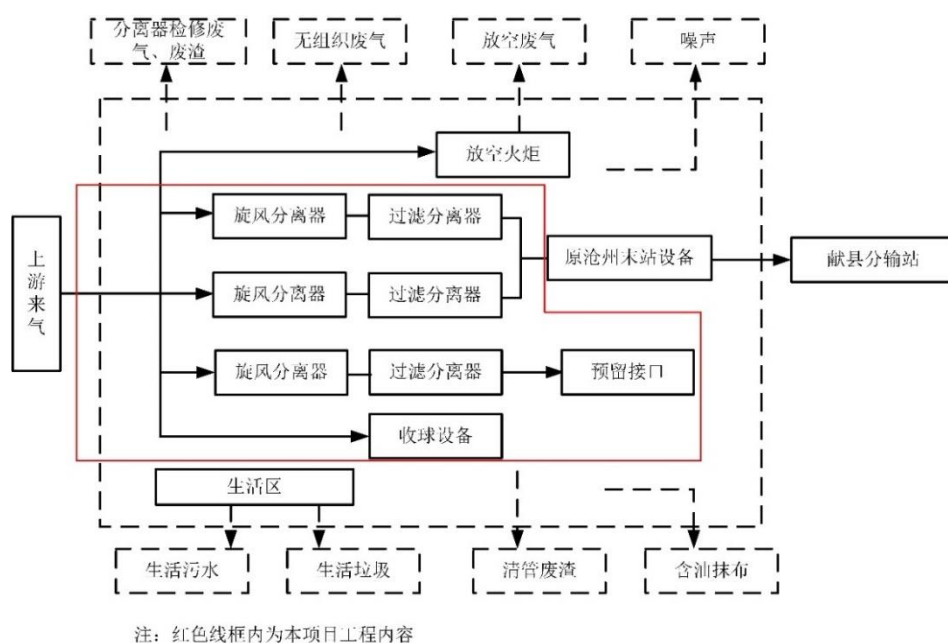 分离器检修废
气、废渣
无组织废气
放空废气
噪声
放空火炬
旋风分离器
过滤分离器
上游来气
原沧州末站设备
献县分输站
旋风分离器
过滤分离器
旋风分离器
过滤分离器
预留接口
收球设备
生活区
生活污水
生活垃圾
清管废渣
含油抹布
注：红色线框内为本项目工程内容